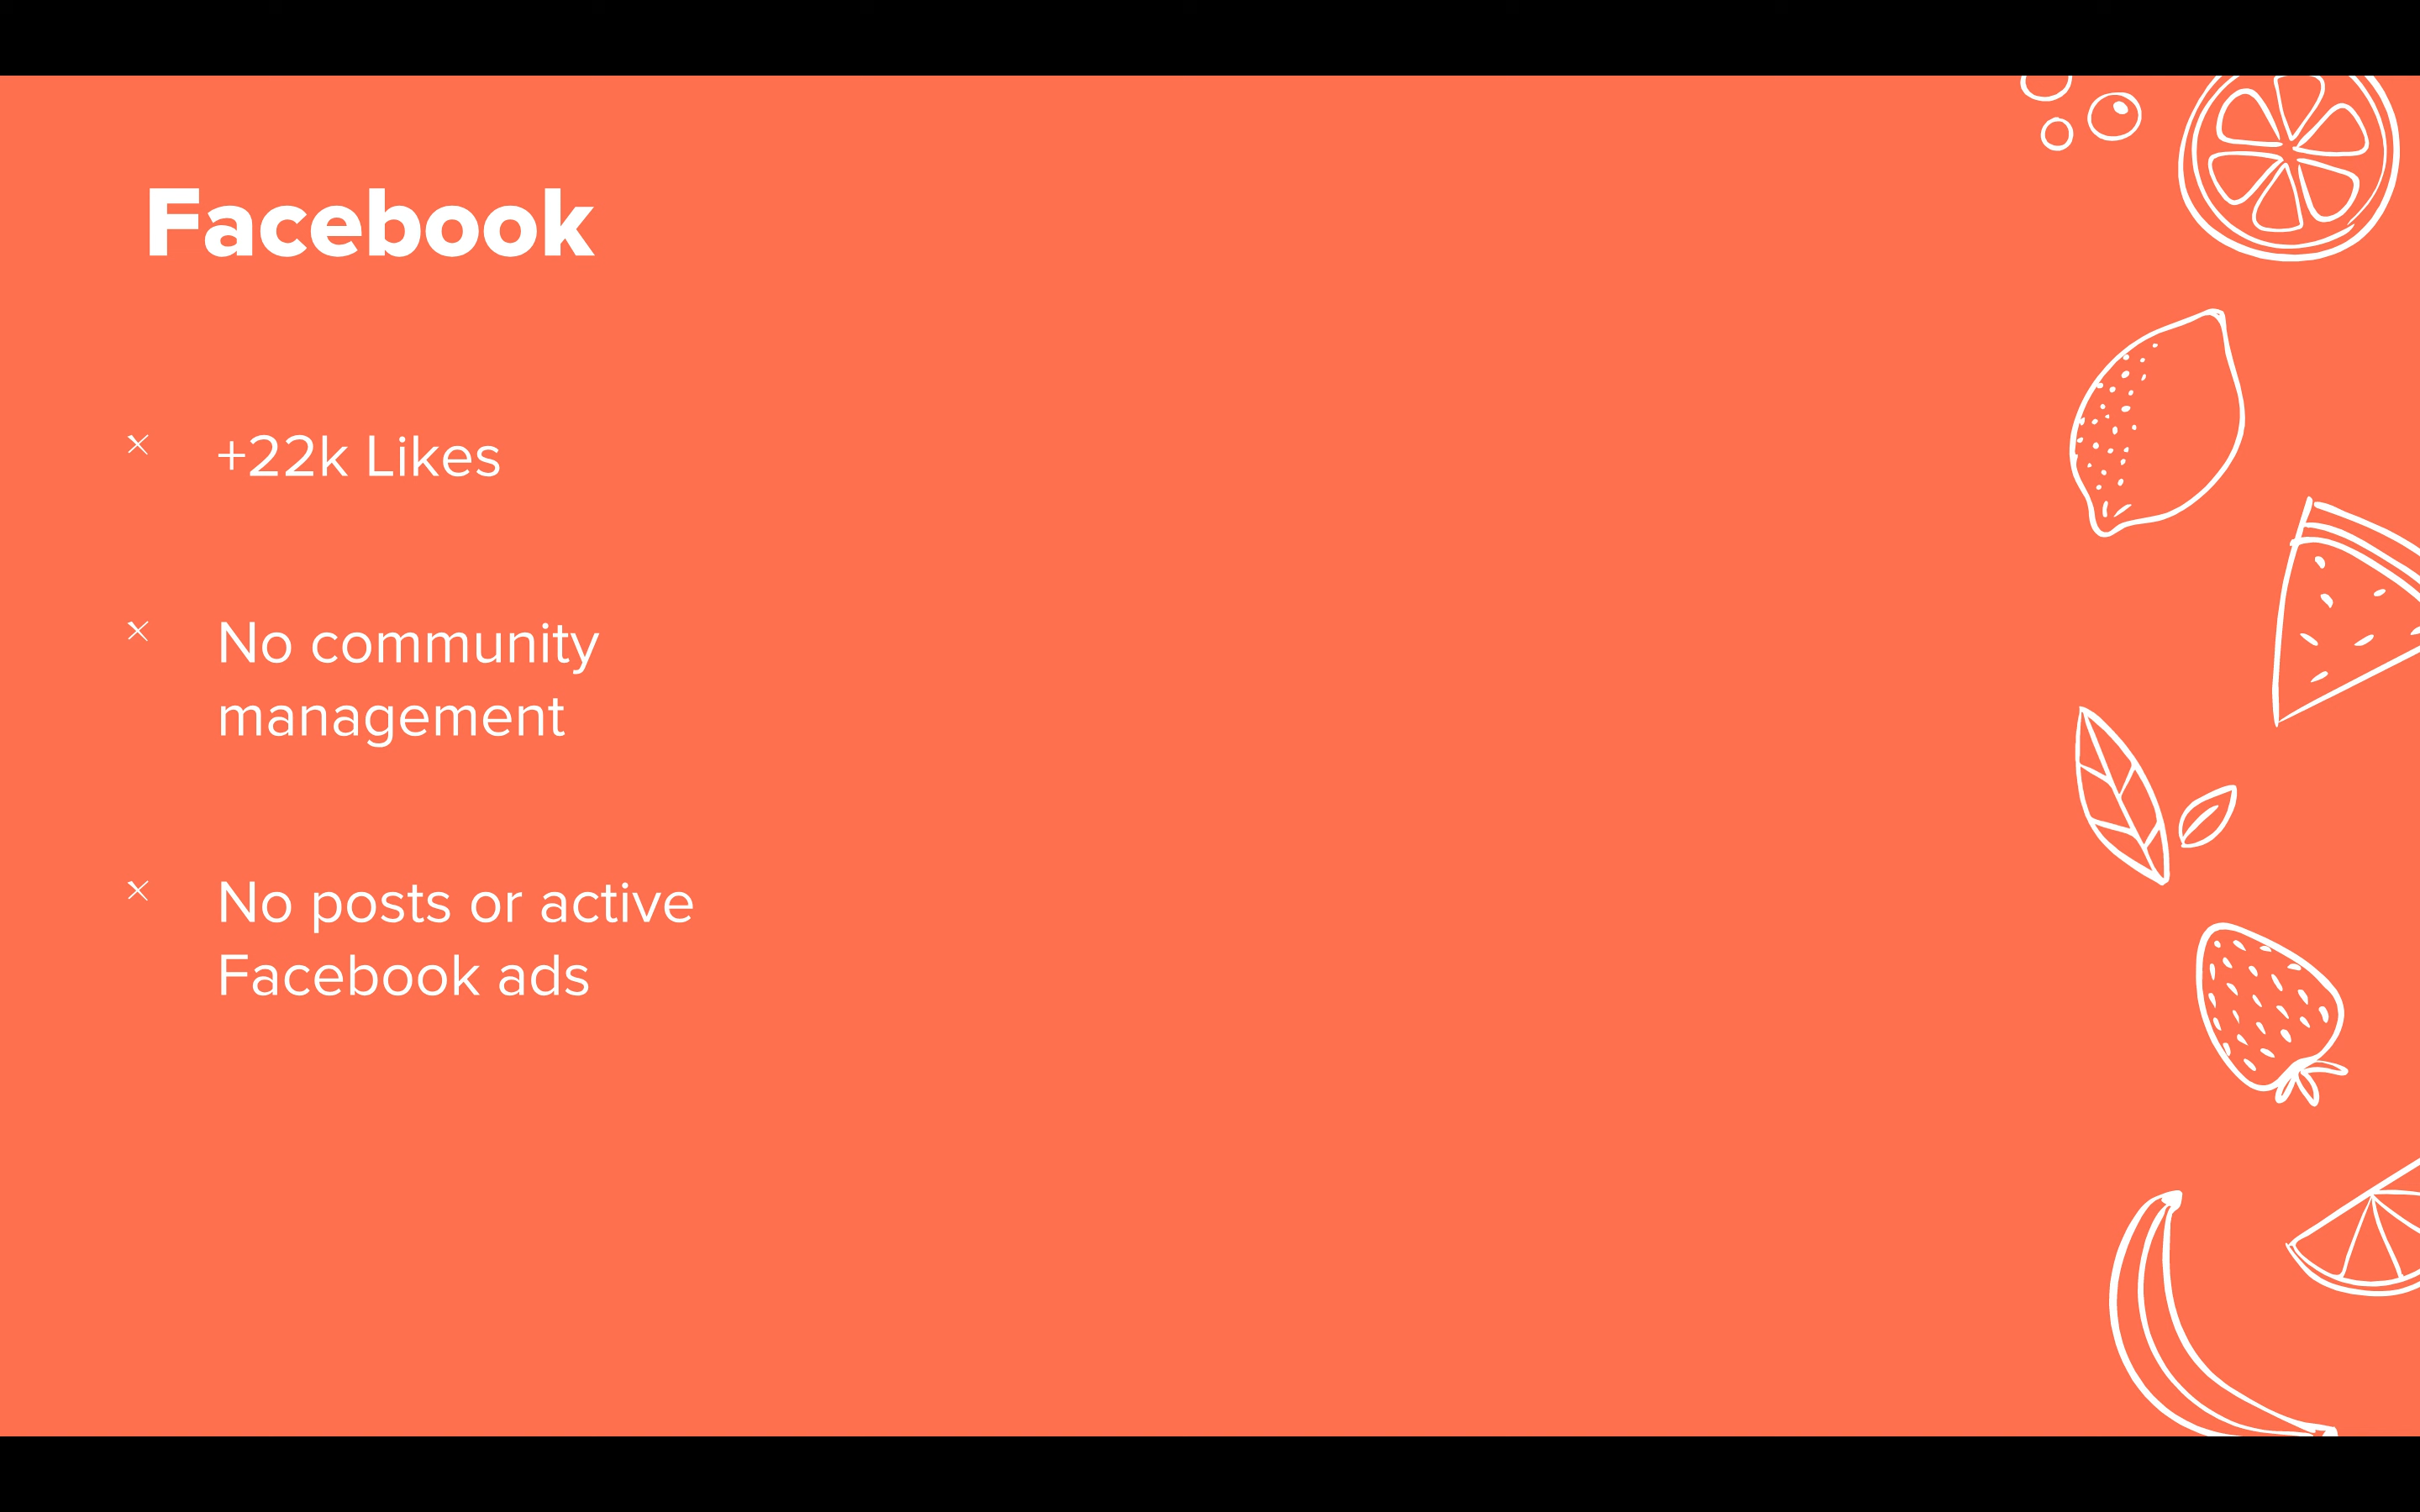 Facebook
× +22k Likes
× No community
management
× No posts or active
Facebook ads